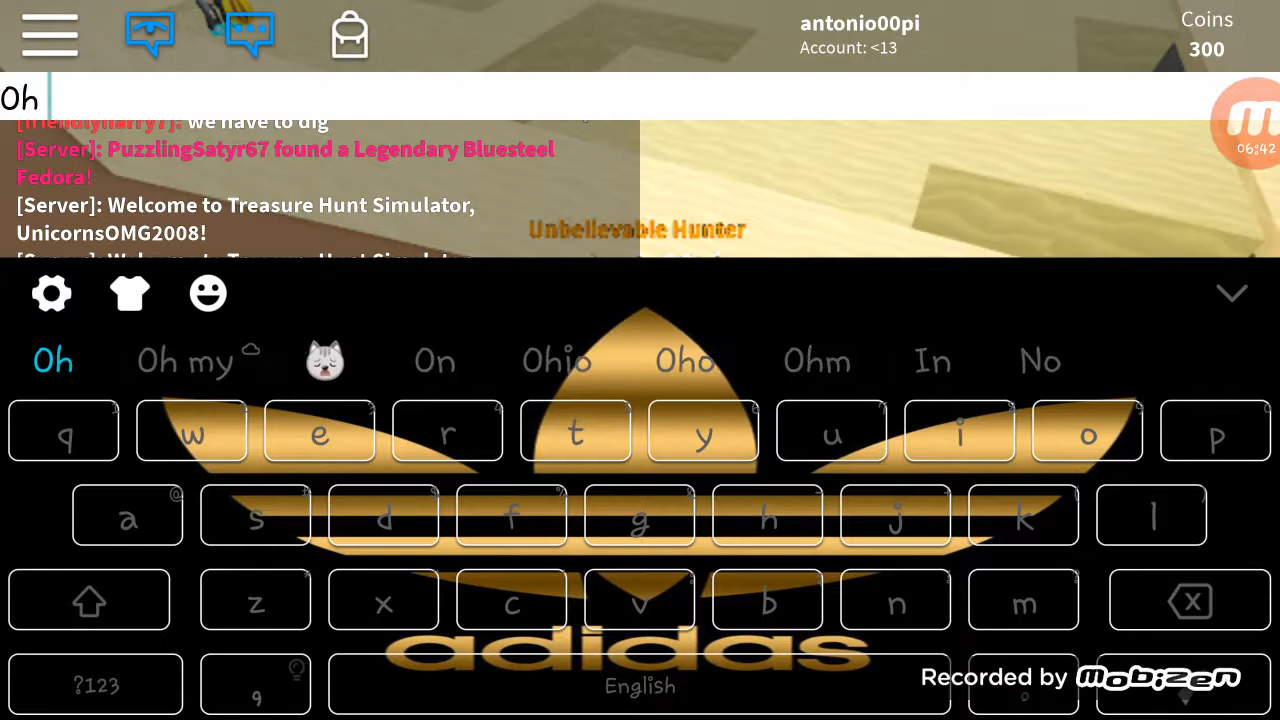 antonio00pi
Account: <13
Coins
300
Oh
06:42
[friendlyharry7]: we have to dig
[Server]: PuzzlingSatyr67 found a Legendary Bluesteel
Fedora!
[Server]: Welcome to Treasure Hunt Simulator,
UnicornsOMG2008!
Unbelievable Hunter
Oh Oh my On Ohio Oho Ohm In No
q w e r t y u i o p
a s d f g h j k l
z x c v b n m
adidas
?123 , English
Recorded by mobizen